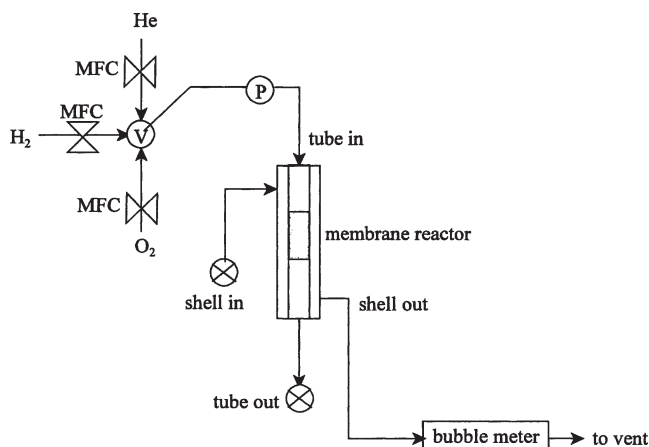 He
MFC
MFC
H₂
V
P
tube in
MFC
O₂
membrane reactor
shell in
shell out
tube out
bubble meter
to vent